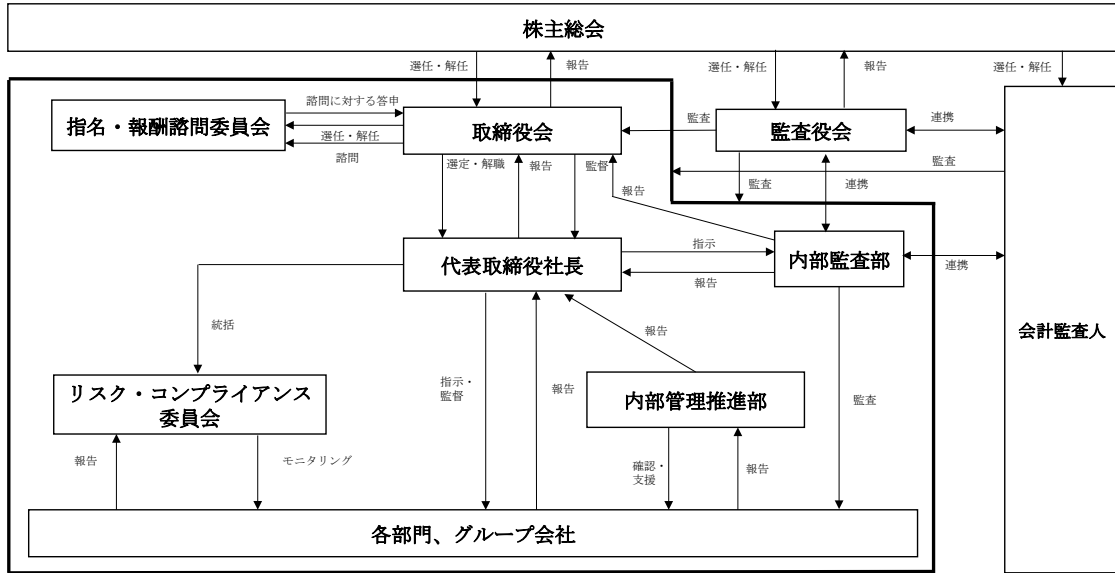 株主総会
選任・解任
報告
選任・解任
報告
選任・解任
指名・報酬諮問委員会
諮問に対する答申
選任・解任
諮問
取締役会
監査
監査役会
連携
監査
選定・解職
報告
監督
報告
監査
連携
代表取締役社長
指示
報告
内部監査部
連携
会計監査人
統括
報告
リスク・コンプライアンス
委員会
指示・
監督
報告
内部管理推進部
監査
報告
モニタリング
確認・
支援
報告
各部門、グループ会社